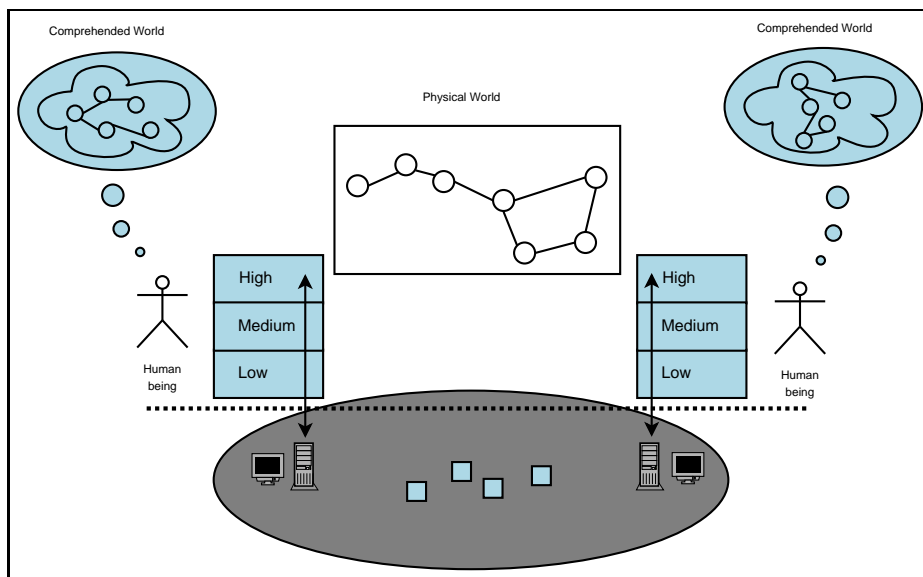 Comprehended World
Comprehended World
Physical World
High
High
Medium
Medium
Low
Low
Human
being
Human
being